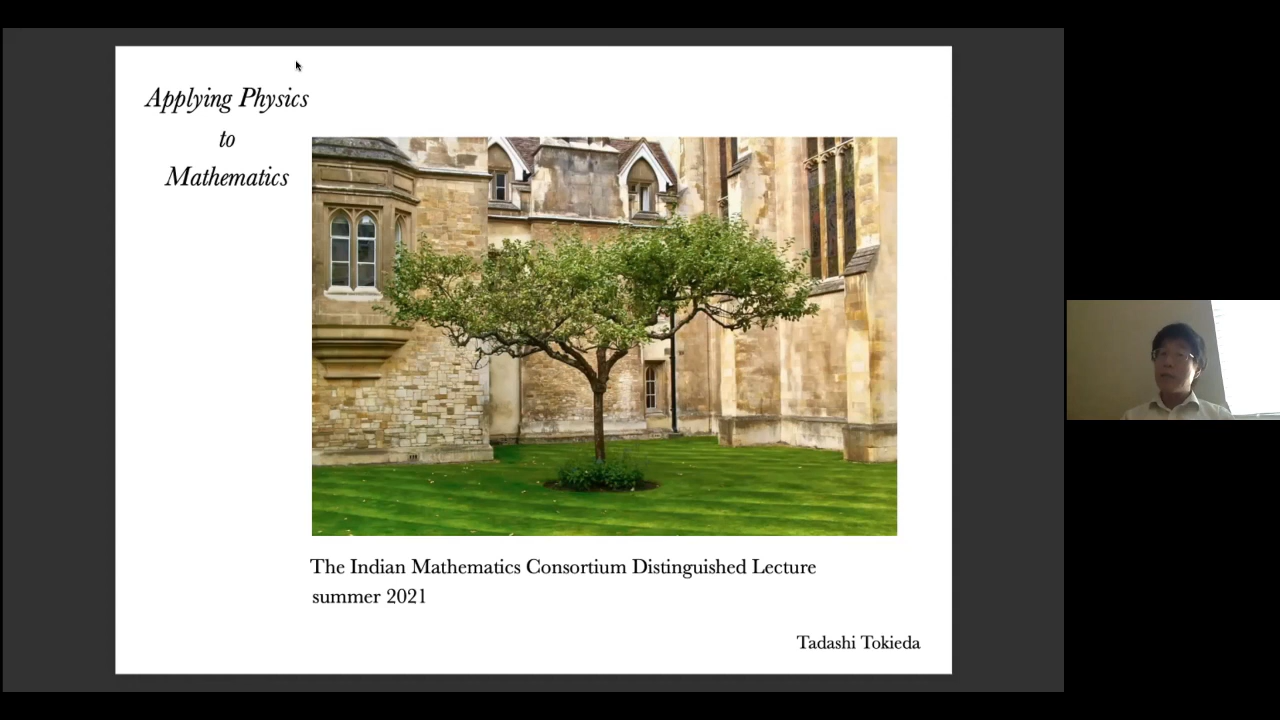 Applying Physics
to
Mathematics
The Indian Mathematics Consortium Distinguished Lecture
summer 2021
Tadashi Tokieda